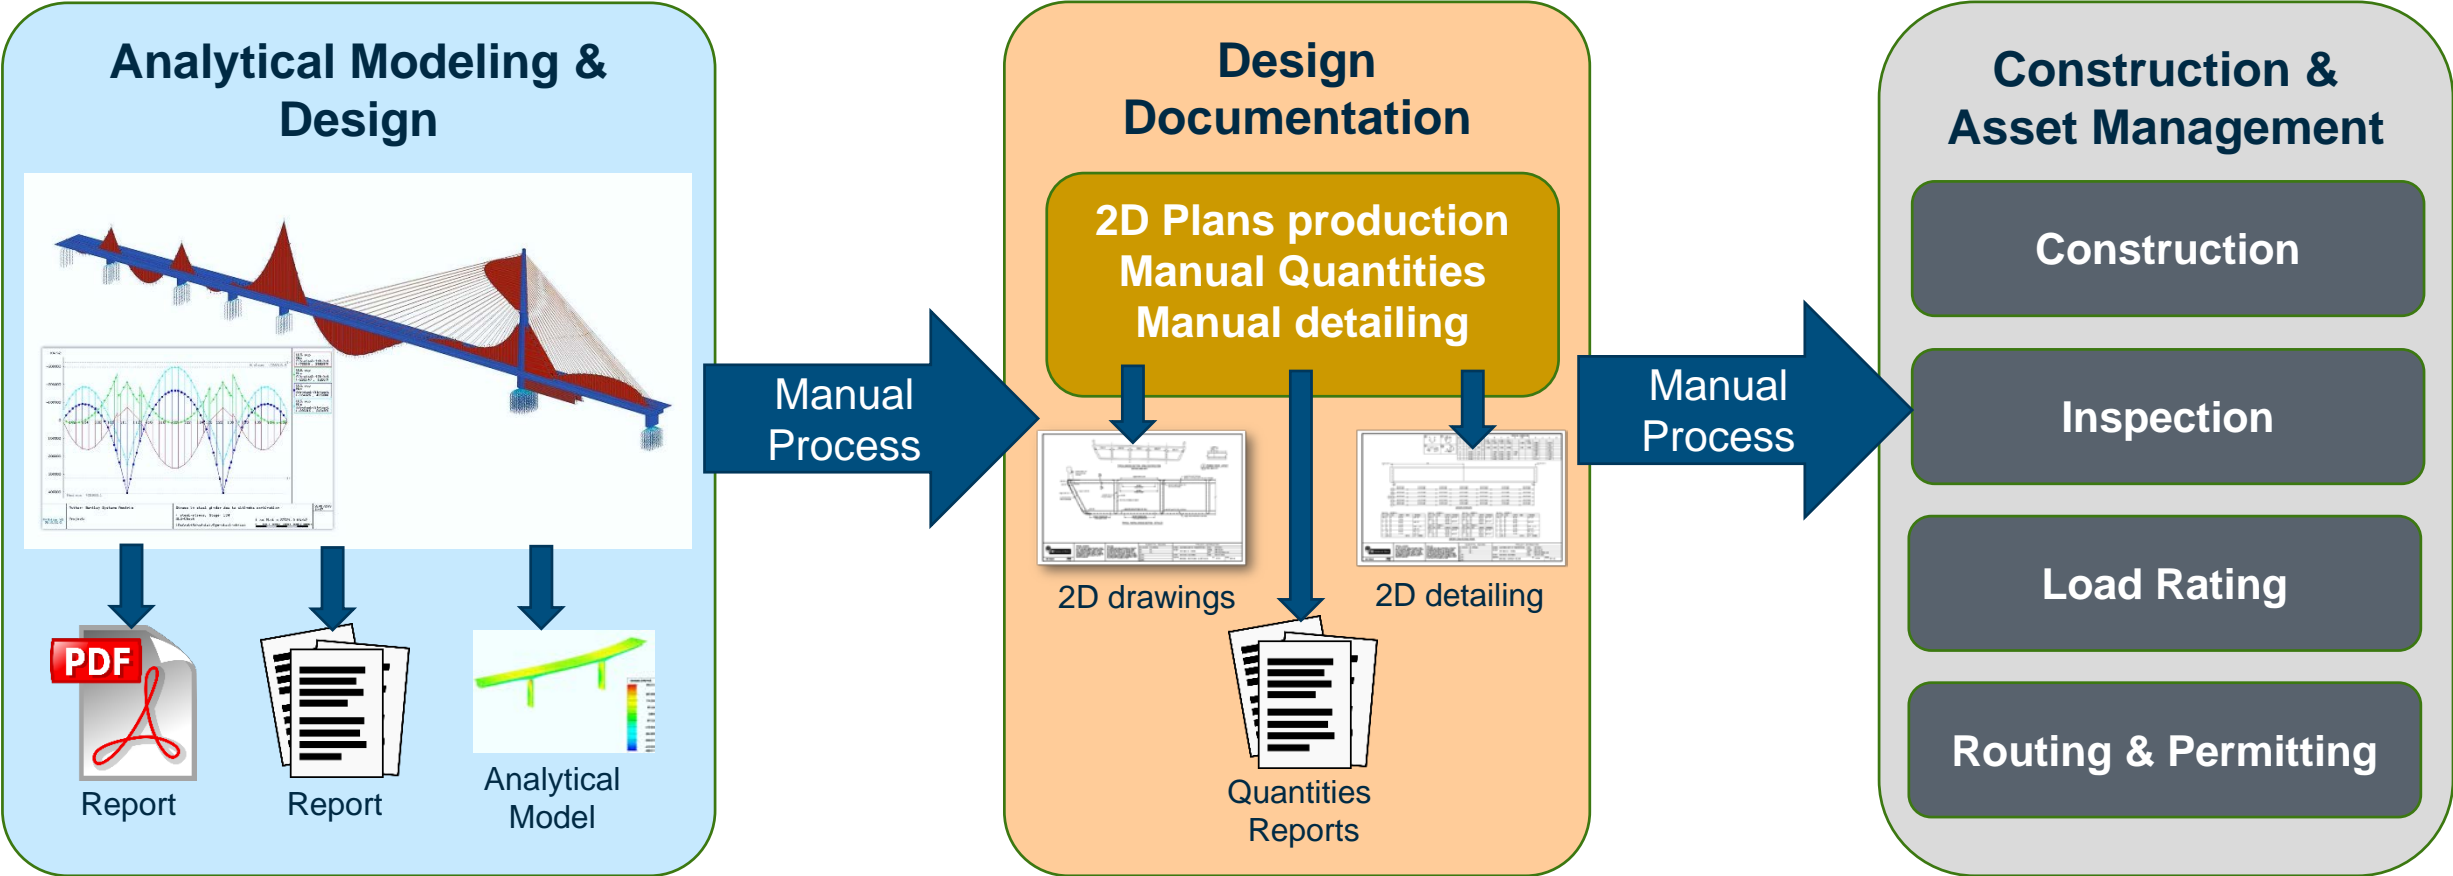 Analytical Modeling &
Design
PDF
Report
Report
Analytical
Model
Manual
Process
Design
Documentation
2D Plans production
Manual Quantities
Manual detailing
2D drawings
2D detailing
Quantities
Reports
Manual
Process
Construction &
Asset Management
Construction
Inspection
Load Rating
Routing & Permitting